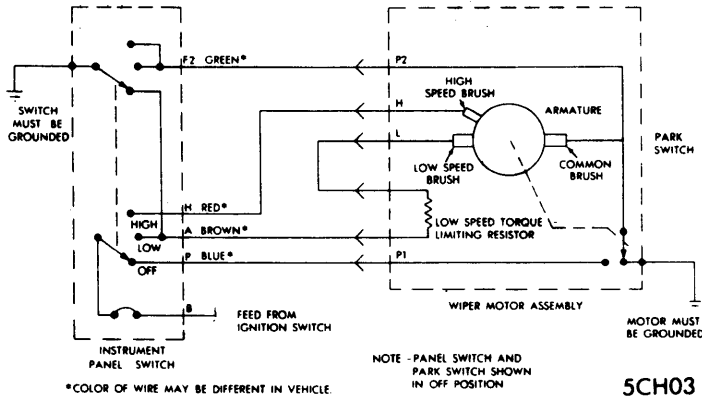 F2 GREEN*
P2
HIGH
SPEED BRUSH
H
ARMATURE
SWITCH
MUST BE
GROUNDED
L
PARK
SWITCH
LOW SPEED
BRUSH
COMMON
BRUSH
H RED*
HIGH
A BROWN*
LOW
LOW SPEED TORQUE
LIMITING RESISTOR
P BLUE*
OFF
P1
B
FEED FROM
IGNITION SWITCH
WIPER MOTOR ASSEMBLY
MOTOR MUST
BE GROUNDED
INSTRUMENT
PANEL SWITCH
NOTE - PANEL SWITCH AND
PARK SWITCH SHOWN
IN OFF POSITION
*COLOR OF WIRE MAY BE DIFFERENT IN VEHICLE.
5CH03